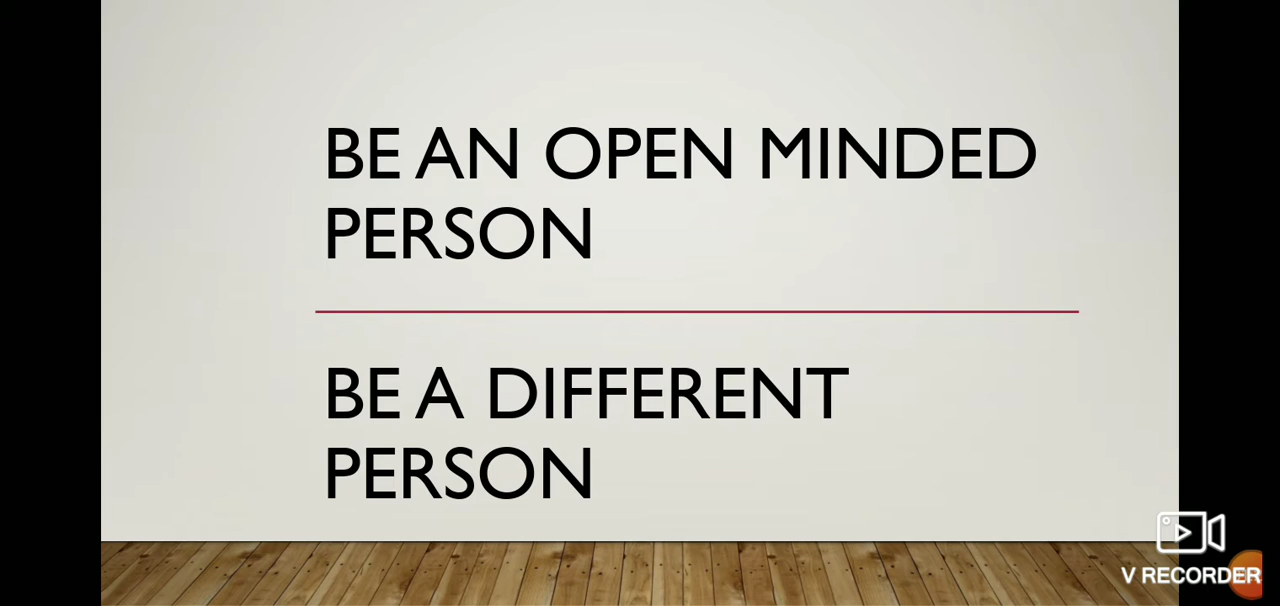 BE AN OPEN MINDED
PERSON
BE A DIFFERENT
PERSON
V RECORDER